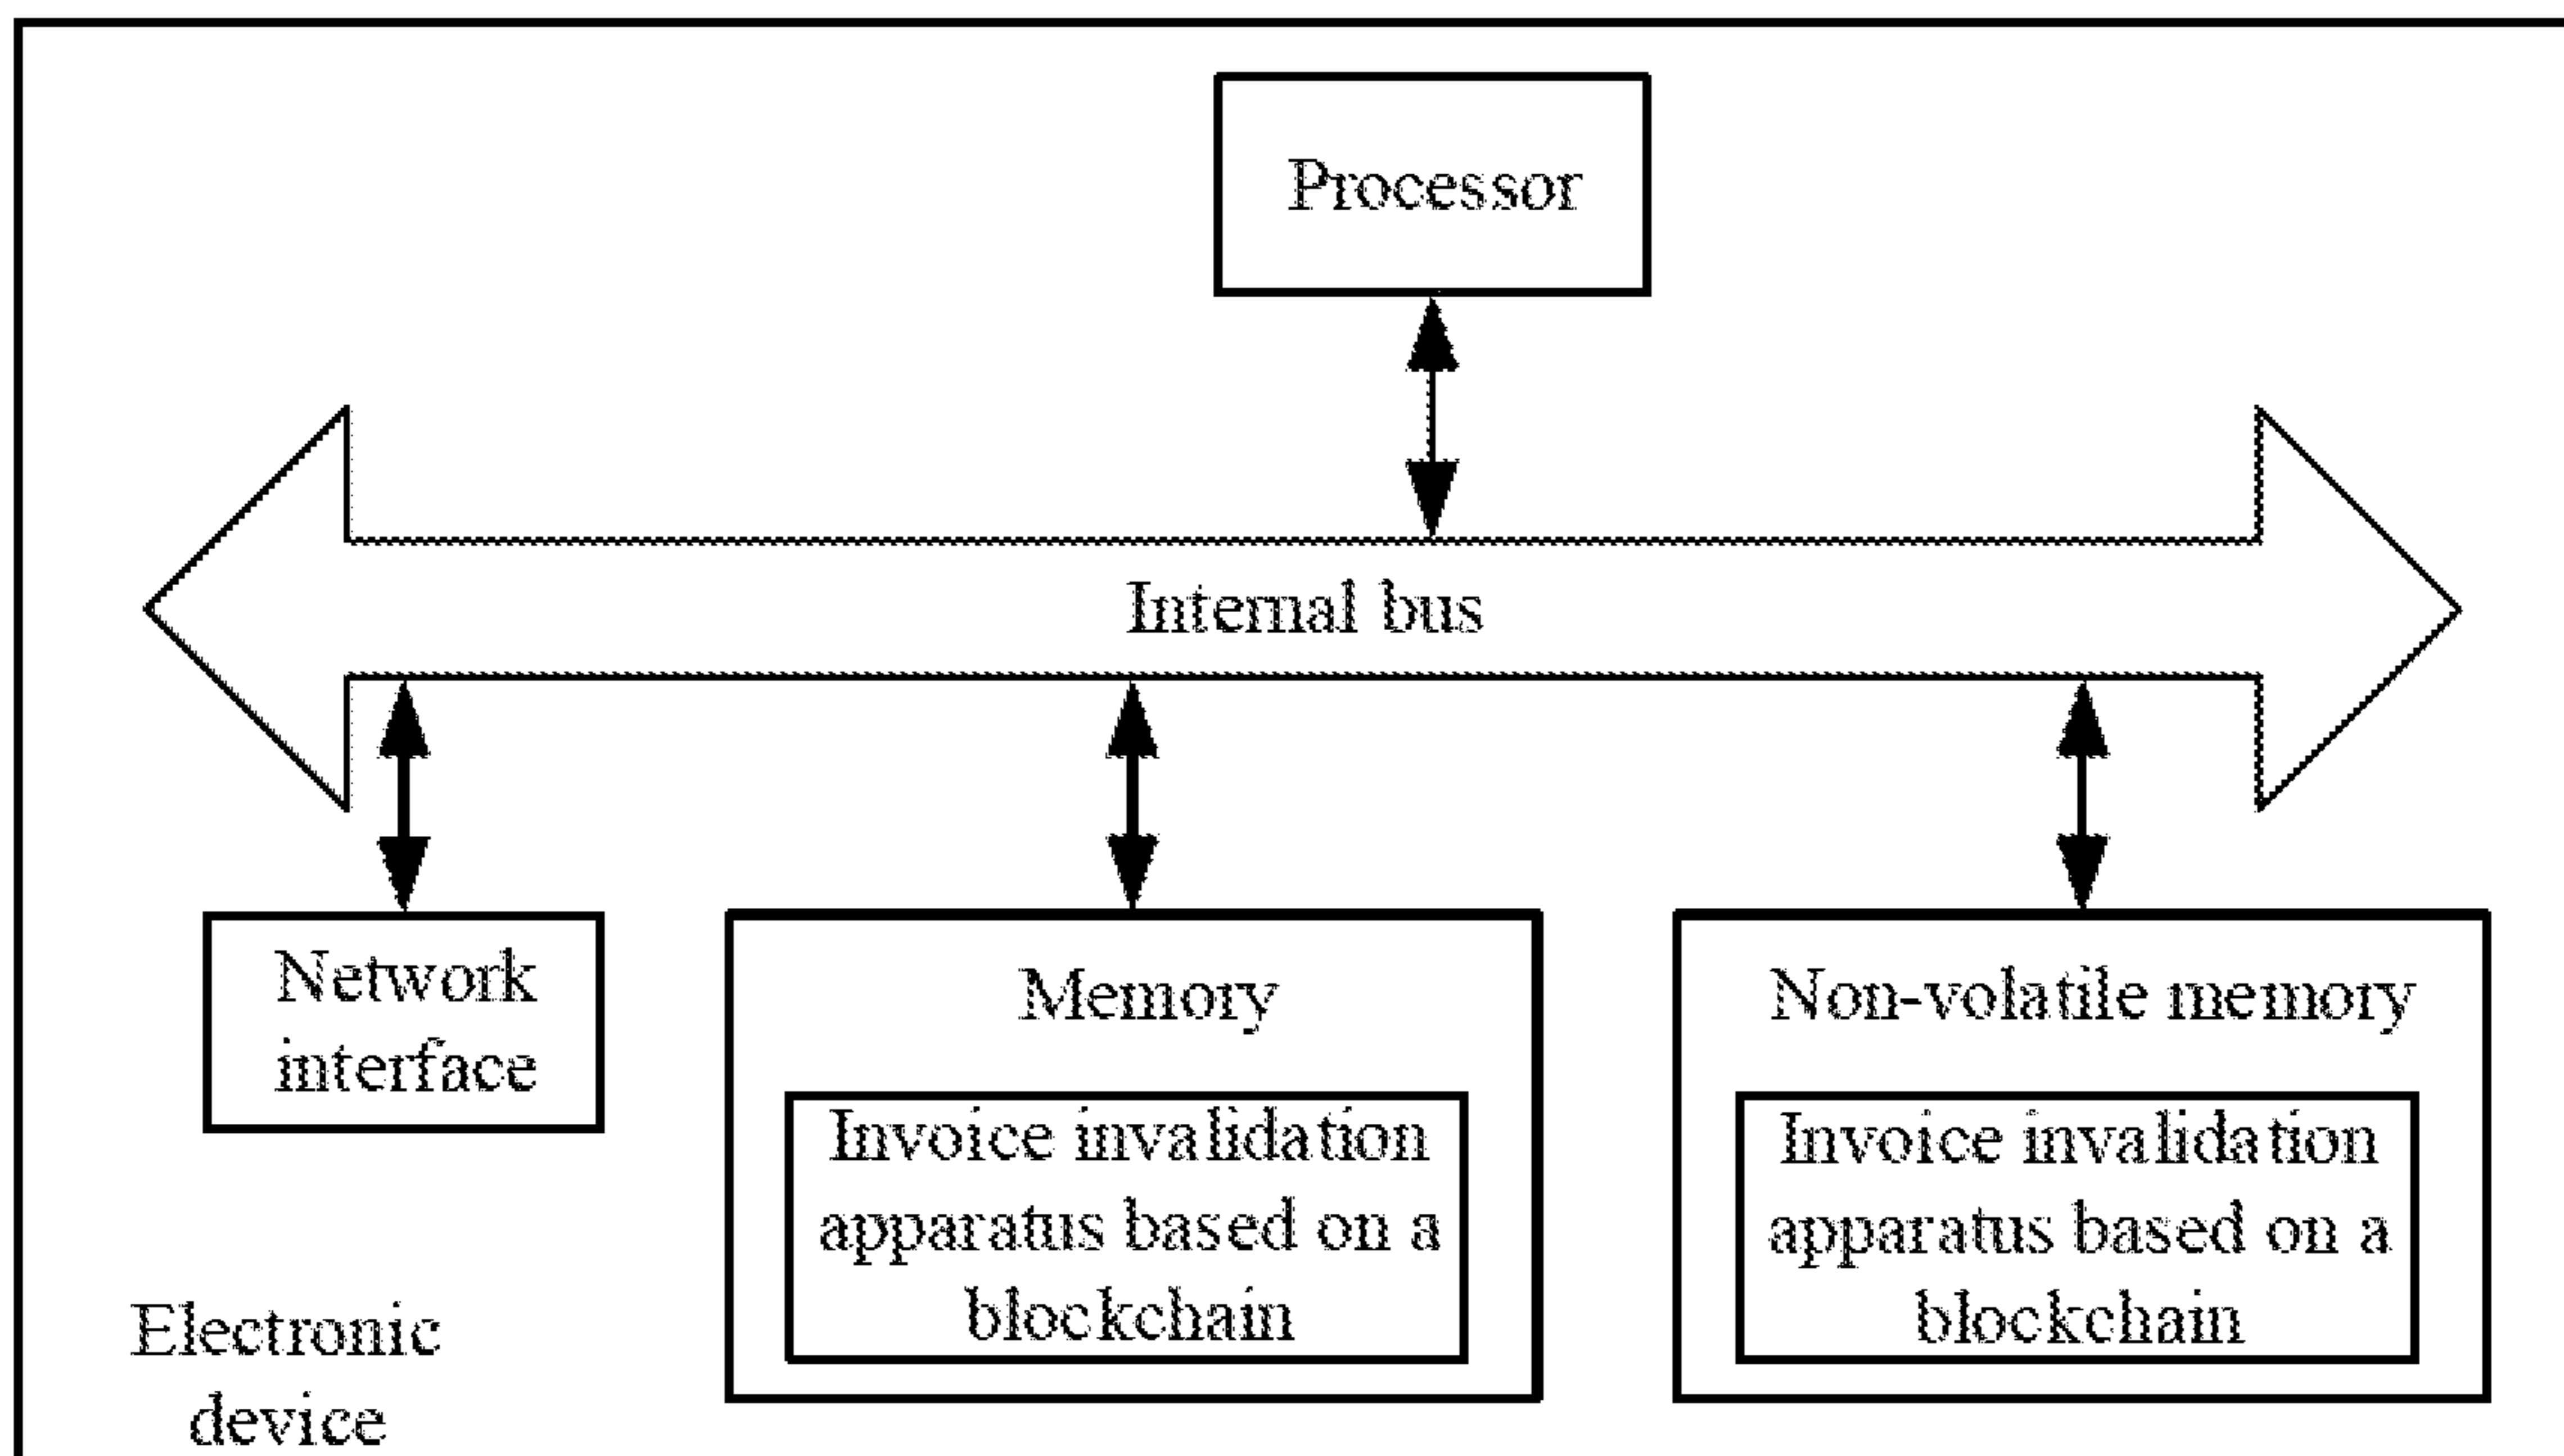 Processor
Internal bus
Network
interface
Memory
Invoice invalidation
apparatus based on a
blockchain
Non-volatile memory
Invoice invalidation
apparatus based on a
blockchain
Electronic
device